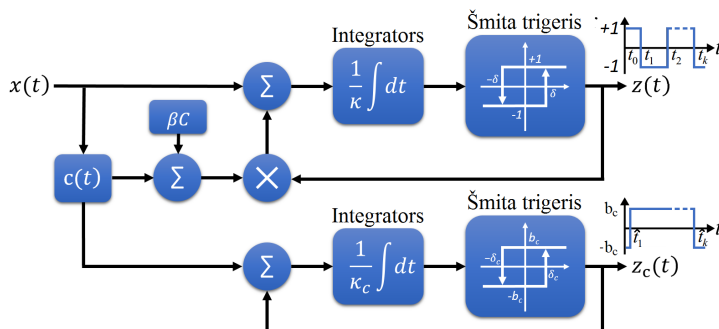 Integrators
Šmita trigeris
+1
-1
t₀ t₁ t₂ tₖ t
x(t)
Σ
1/κ ∫ dt
−δ +1
δ
-1
z(t)
βC
c(t)
Σ
×
Integrators
Šmita trigeris
b_c
-b_c
t̂₁ t̂ₖ t
Σ
1/κ_C ∫ dt
−δ_c b_c
δ_c
-b_c
z_c(t)